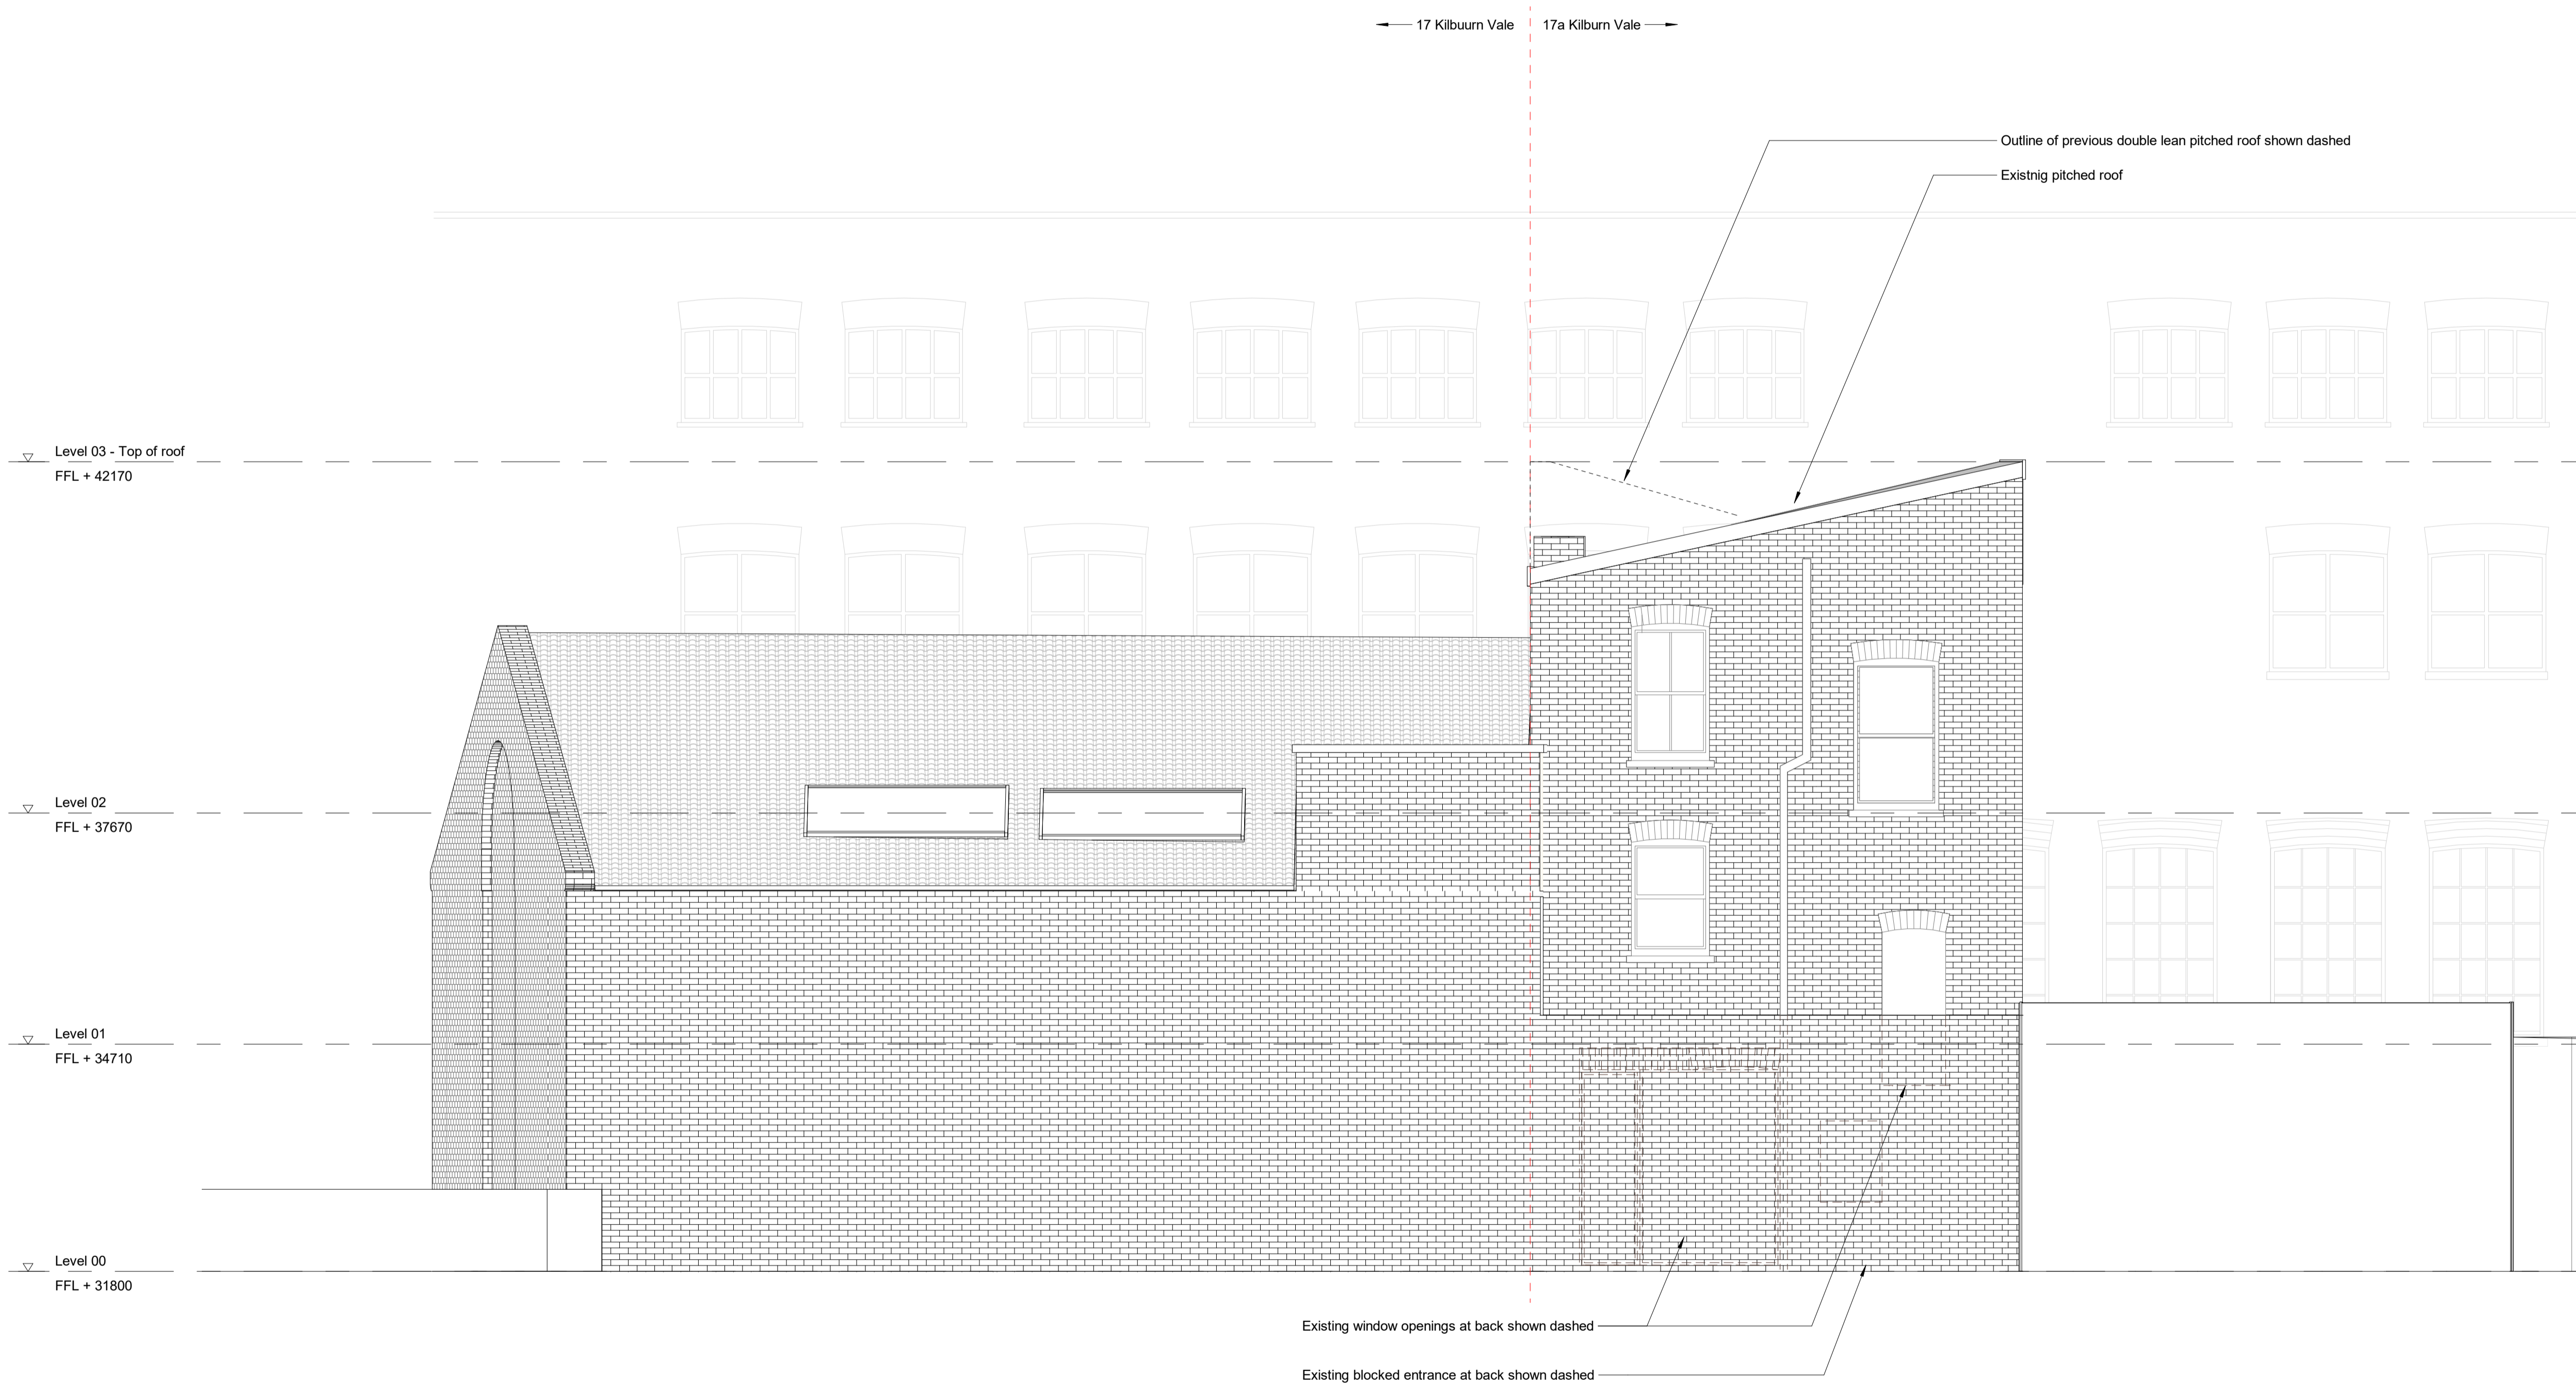 17 Kilbuurn Vale
17a Kilburn Vale
Outline of previous double lean pitched roof shown dashed
Existnig pitched roof
Level 03 - Top of roof
FFL + 42170
Level 02
FFL + 37670
Level 01
FFL + 34710
Level 00
FFL + 31800
Existing window openings at back shown dashed
Existing blocked entrance at back shown dashed